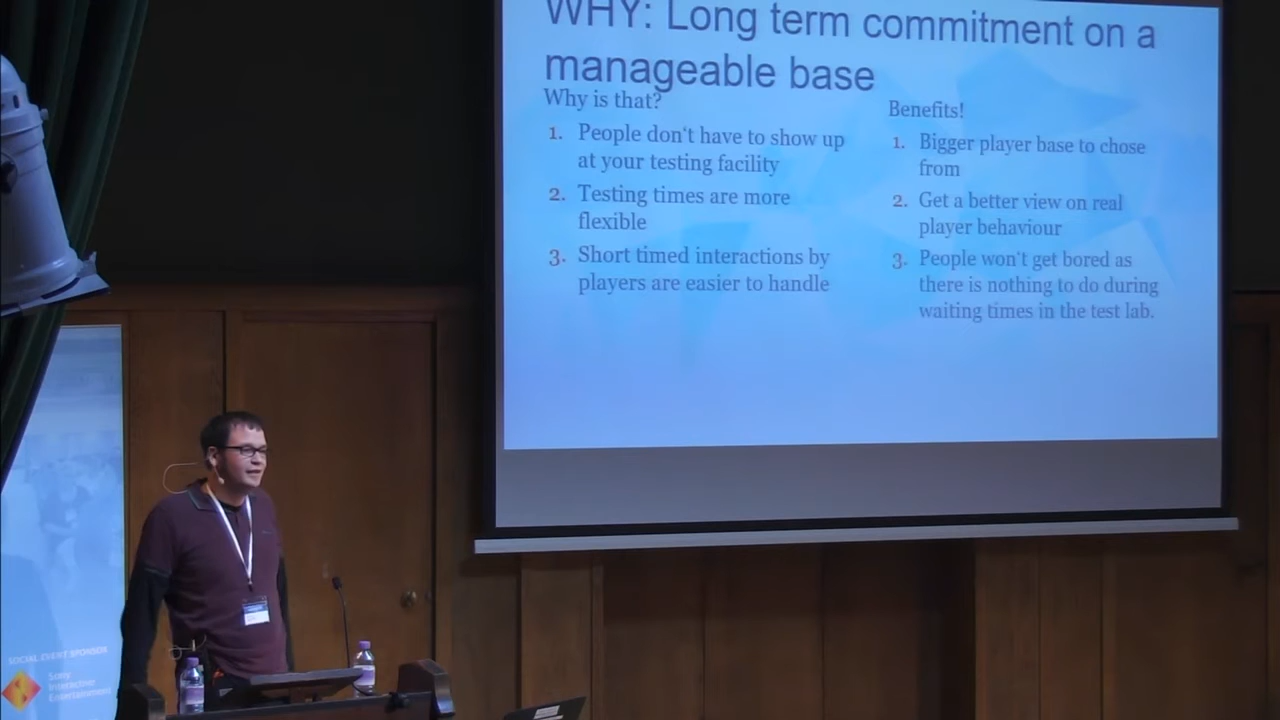 WHY: Long term commitment on a
manageable base
Why is that?
1. People don't have to show up
at your testing facility
2. Testing times are more
flexible
3. Short timed interactions by
players are easier to handle
Benefits!
1. Bigger player base to chose
from
2. Get a better view on real
player behaviour
3. People won't get bored as
there is nothing to do during
waiting times in the test lab.
SOCIAL EVENT SPONSOR
Sony
Interactive
Entertainment